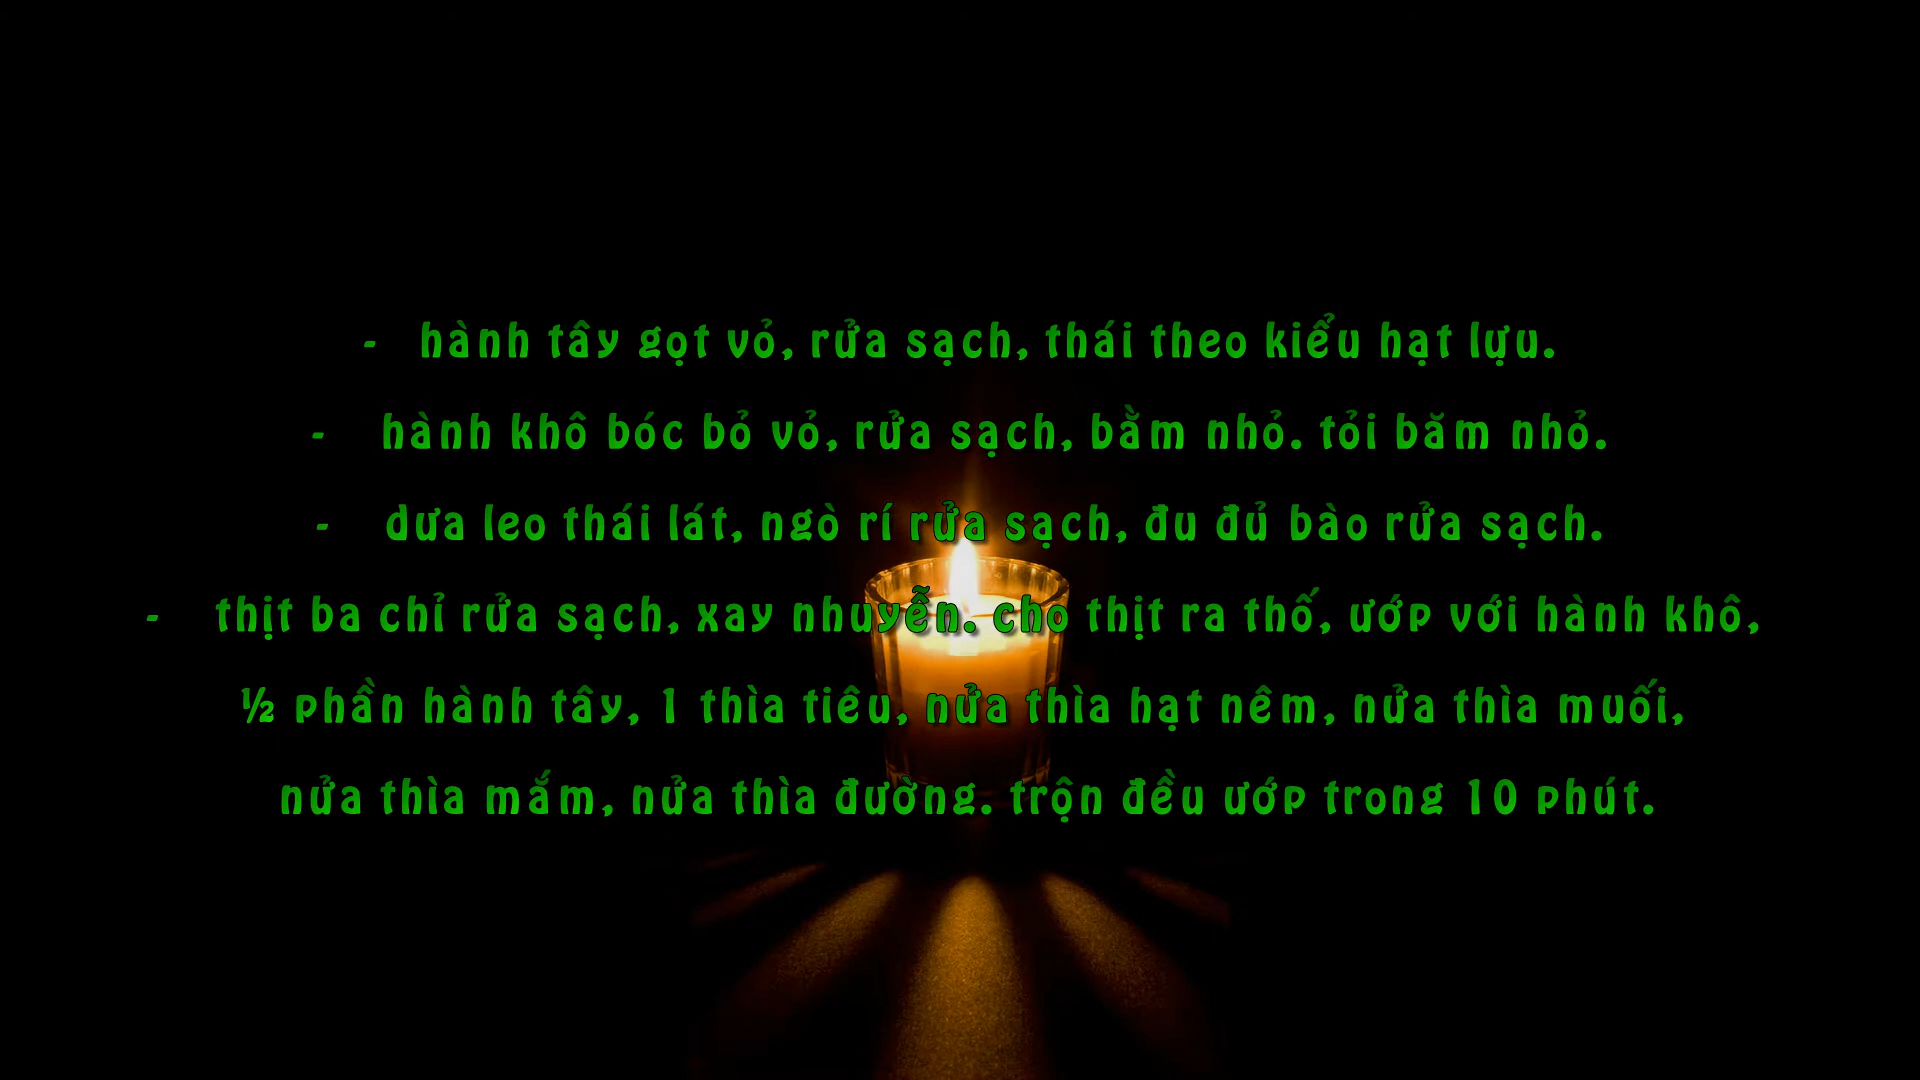 - hành tây gọt vỏ, rửa sạch, thái theo kiểu hạt lựu.
- hành khô bóc bỏ vỏ, rửa sạch, bằm nhỏ. tỏi băm nhỏ.
- dưa leo thái lát, ngò rí rửa sạch, đu đủ bào rửa sạch.
- thịt ba chỉ rửa sạch, xay nhuyễn. cho thịt ra thố, ướp với hành khô,
½ phần hành tây, 1 thìa tiêu, nửa thìa hạt nêm, nửa thìa muối,
nửa thìa mắm, nửa thìa đường. trộn đều ướp trong 10 phút.